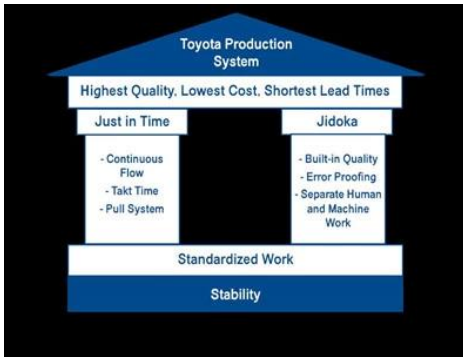 Toyota Production
System
Highest Quality, Lowest Cost, Shortest Lead Times
Just in Time
- Continuous
Flow
- Takt Time
- Pull System
Jidoka
- Built-in Quality
- Error Proofing
- Separate Human
and Machine
Work
Standardized Work
Stability